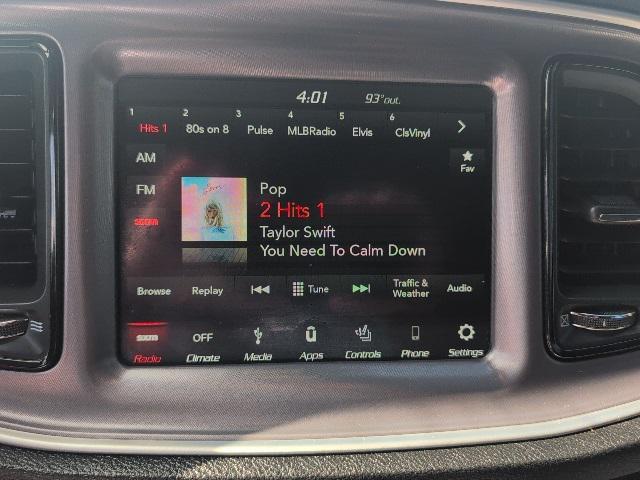 4:01 93°out.
1 2 3 4 5 6
Hits 1 80s on 8 Pulse MLBRadio Elvis ClsVinyl
AM
Fav
FM
Pop
2 Hits 1
Taylor Swift
You Need To Calm Down
Browse Replay Tune Traffic & Weather Audio
OFF
Radio Climate Media Apps Controls Phone Settings